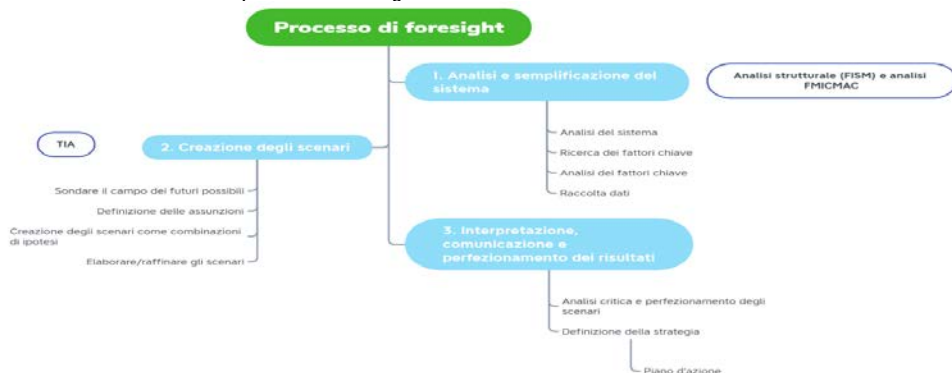 Processo di foresight
1. Analisi e semplificazione del
sistema
Analisi strutturale (FISM) e analisi
FMICMAC
Analisi del sistema
Ricerca dei fattori chiave
Analisi dei fattori chiave
Raccolta dati
TIA
2. Creazione degli scenari
Sondare il campo dei futuri possibili
Definizione delle assunzioni
Creazione degli scenari come combinazioni
di ipotesi
Elaborare/raffinare gli scenari
3. Interpretazione,
comunicazione e
perfezionamento dei risultati
Analisi critica e perfezionamento degli
scenari
Definizione della strategia
Piano d'azione